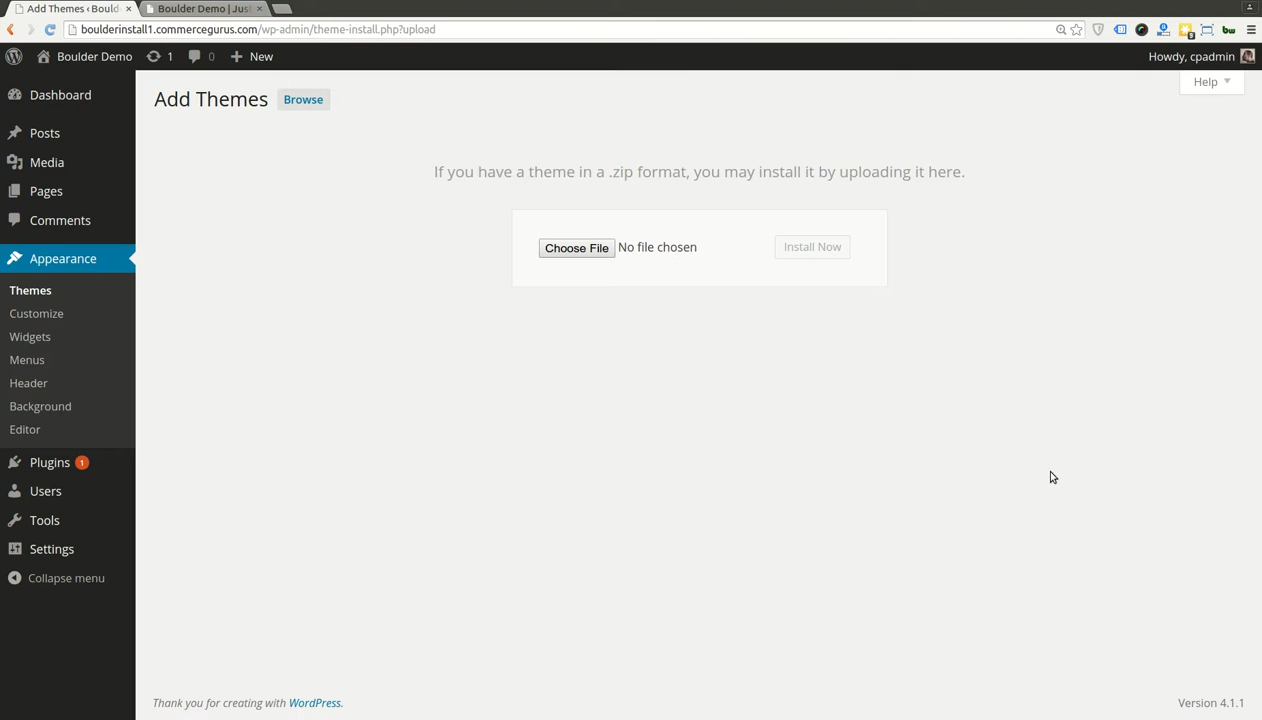 Add Themes ‹ Bould
Boulder Demo | Jus
boulderinstall1.commercegurus.com/wp-admin/theme-install.php?upload
Boulder Demo
1
0
New
Howdy, cpadmin
Help
Dashboard
Posts
Media
Pages
Comments
Appearance
Themes
Customize
Widgets
Menus
Header
Background
Editor
Plugins 1
Users
Tools
Settings
Collapse menu
Add Themes
Browse
If you have a theme in a .zip format, you may install it by uploading it here.
Choose File No file chosen
Install Now
Thank you for creating with WordPress.
Version 4.1.1